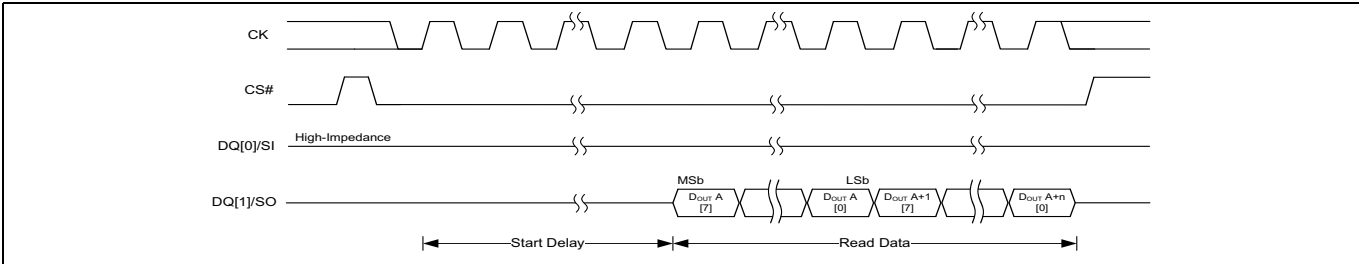 CK
CS#
DQ[0]/SI
High-Impedance
DQ[1]/SO
MSb
LSb
DOUT A
[7]
DOUT A
[0]
DOUT A+1
[7]
DOUT A+n
[0]
Start Delay
Read Data